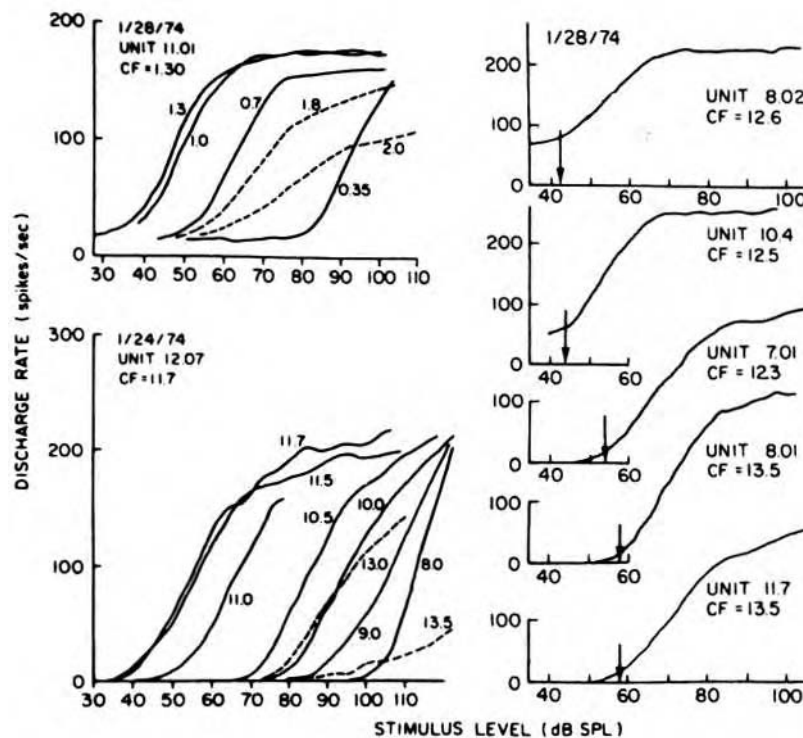 1/28/74
UNIT 11.01
CF = 1.30
200
100
0
1.3
1.0
0.7
1.8
2.0
0.35
30 40 50 60 70 80 90 100 110
1/24/74
UNIT 12.07
CF = 11.7
300
200
100
0
11.7
11.5
11.0
10.5
10.0
13.0
9.0
8.0
13.5
30 40 50 60 70 80 90 100 110
DISCHARGE RATE (spikes/sec)
1/28/74
200
100
0
UNIT 8.02
CF = 12.6
40 60 80 100
200
100
0
UNIT 10.4
CF = 12.5
40 60
100
0
UNIT 7.01
CF = 12.3
40 60
100
0
UNIT 8.01
CF = 13.5
40 60
100
0
UNIT 11.7
CF = 13.5
40 60 80 100
STIMULUS LEVEL (dB SPL)